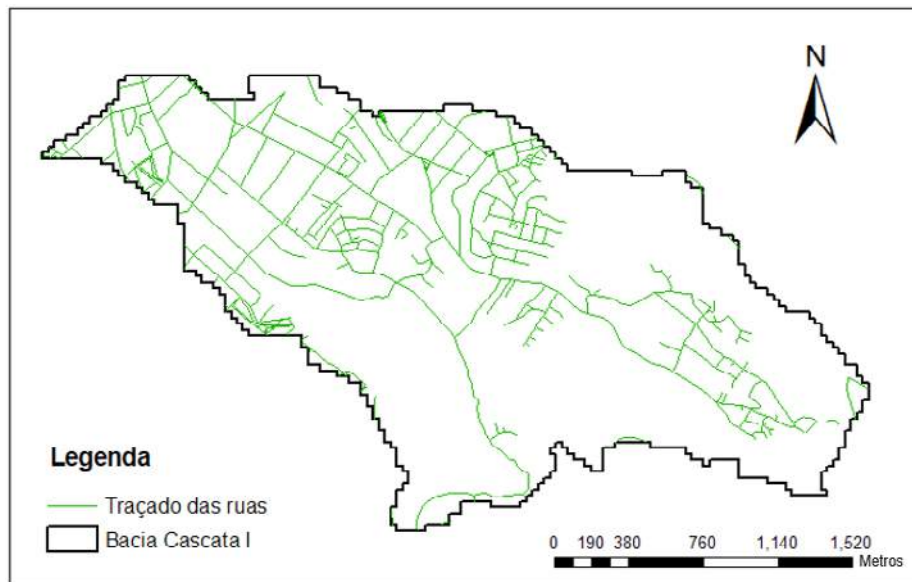 N
Legenda
Traçado das ruas
Bacia Cascata I
0 190 380 760 1,140 1,520
Metros